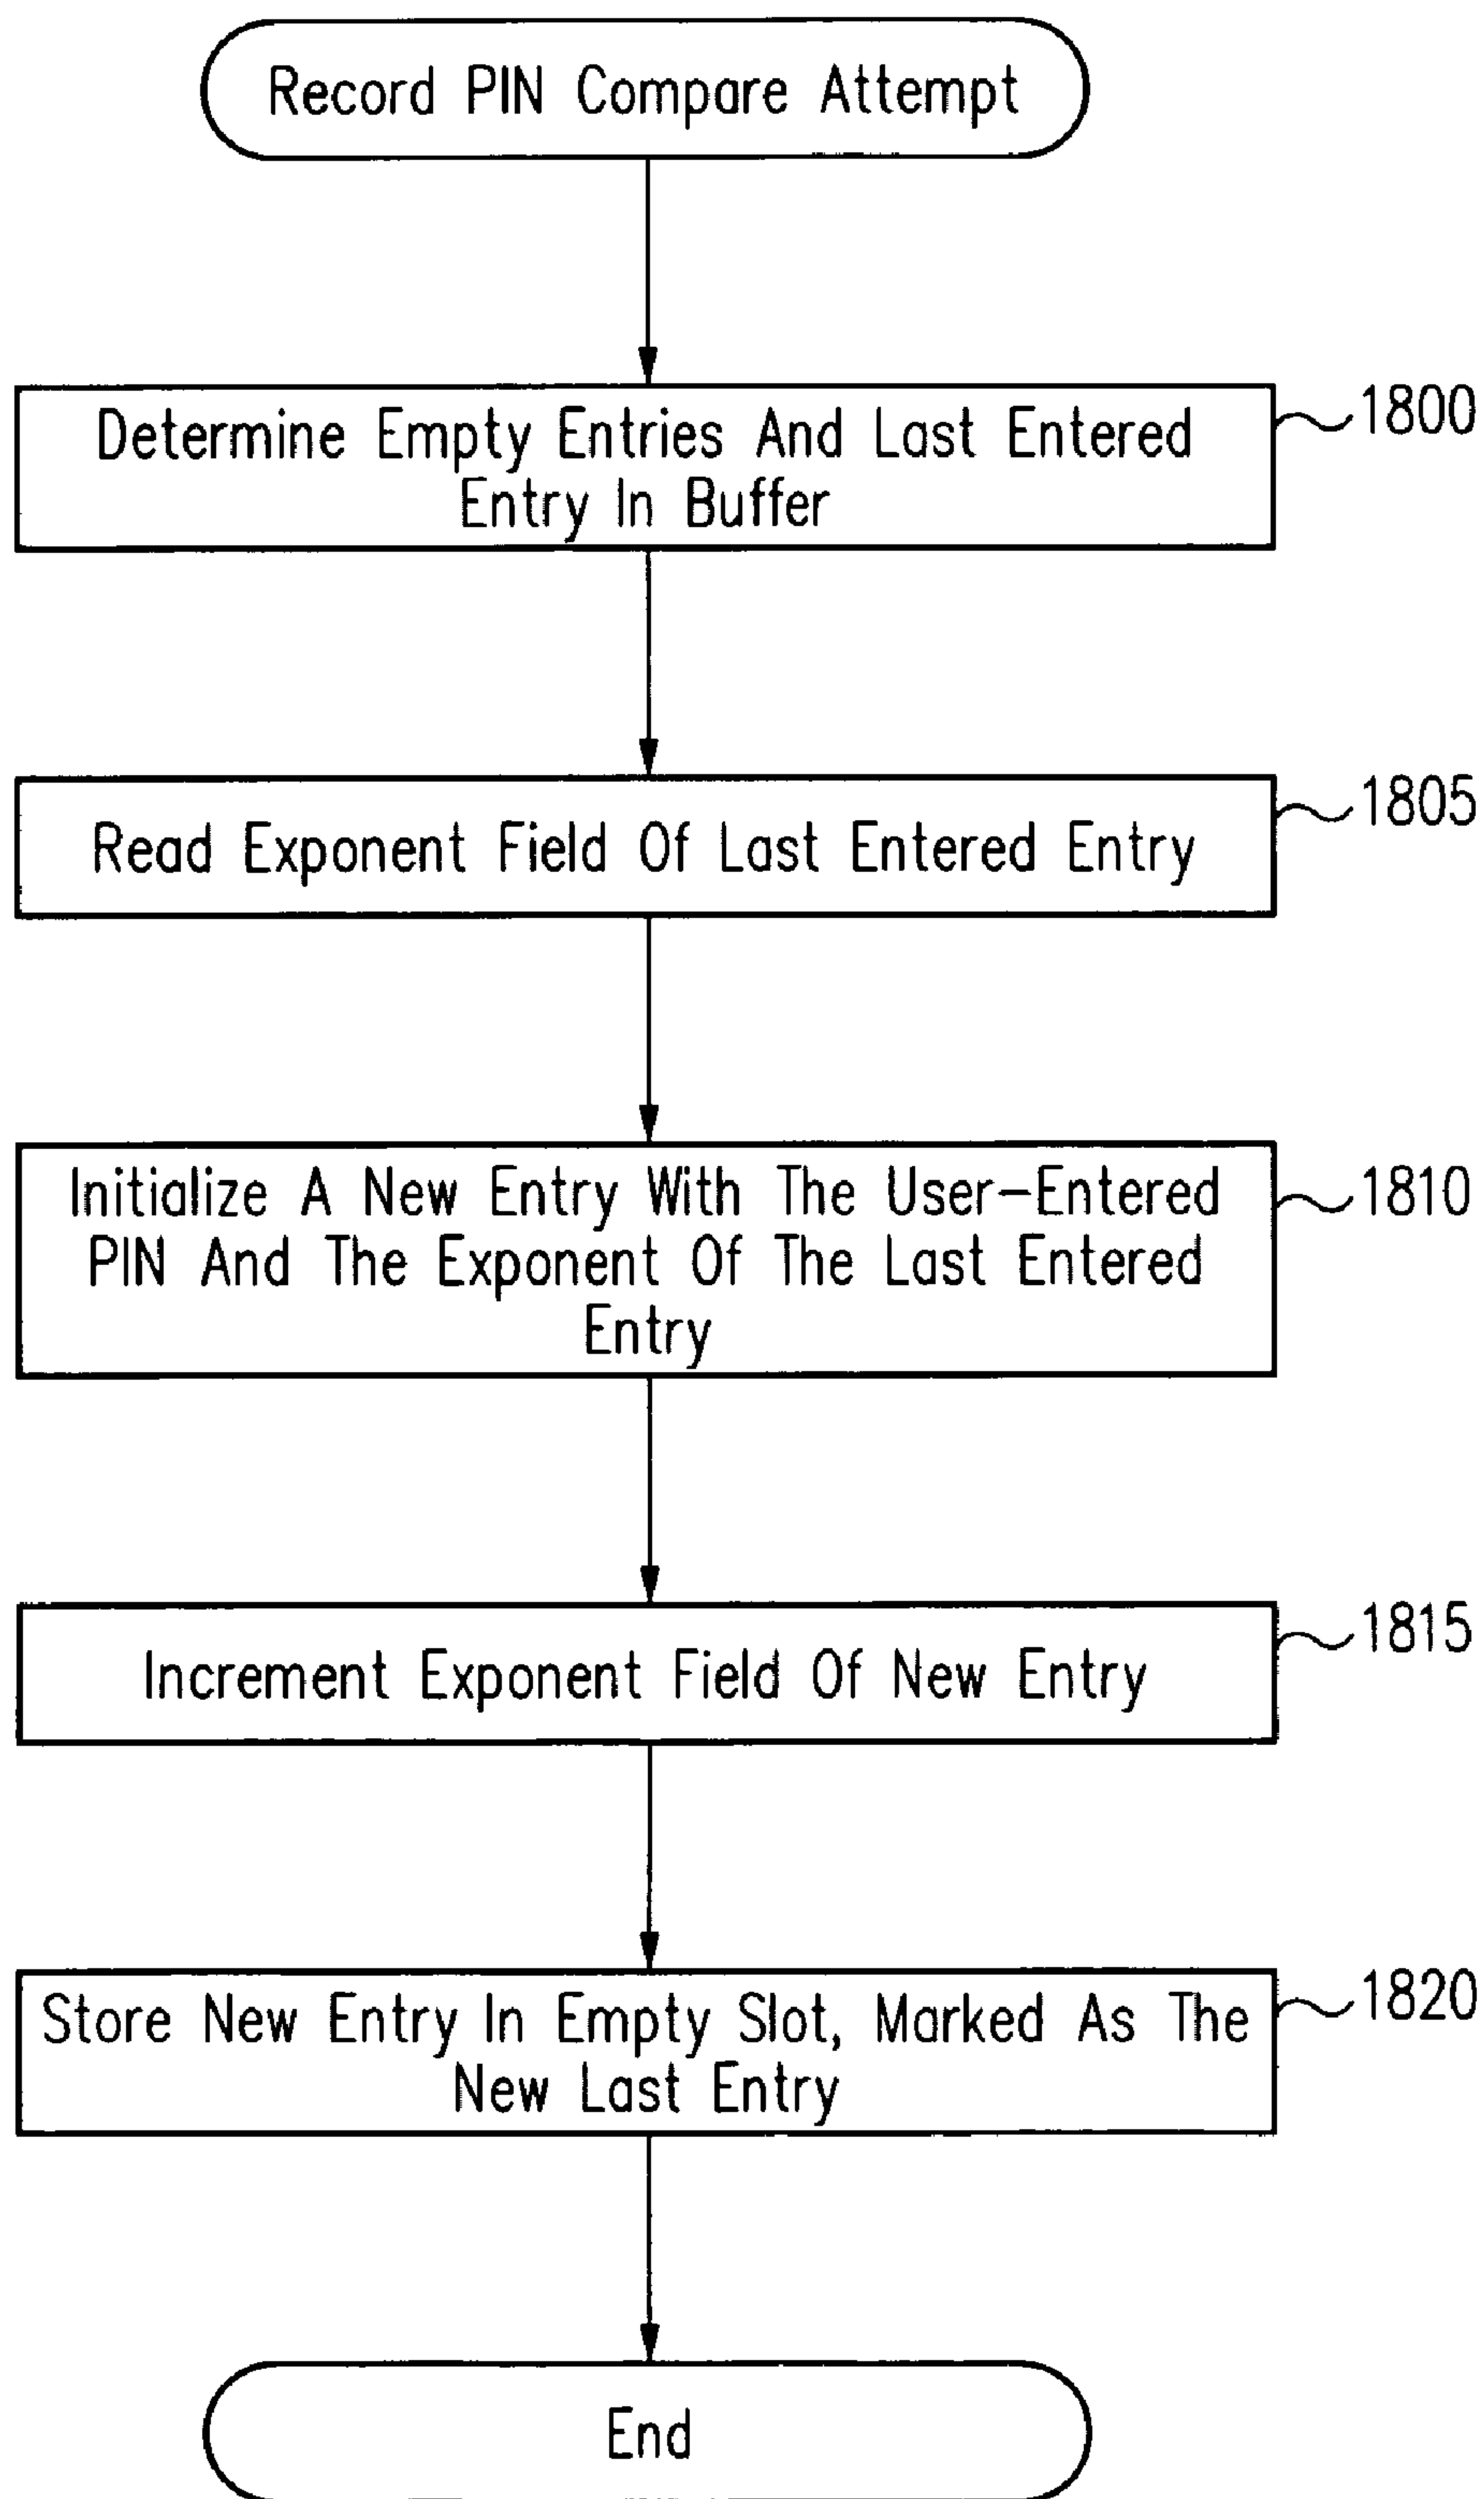 Record PIN Compare Attempt
Determine Empty Entries And Last Entered
Entry In Buffer
1800
Read Exponent Field Of Last Entered Entry
1805
Initialize A New Entry With The User-Entered
PIN And The Exponent Of The Last Entered
Entry
1810
Increment Exponent Field Of New Entry
1815
Store New Entry In Empty Slot, Marked As The
New Last Entry
1820
End